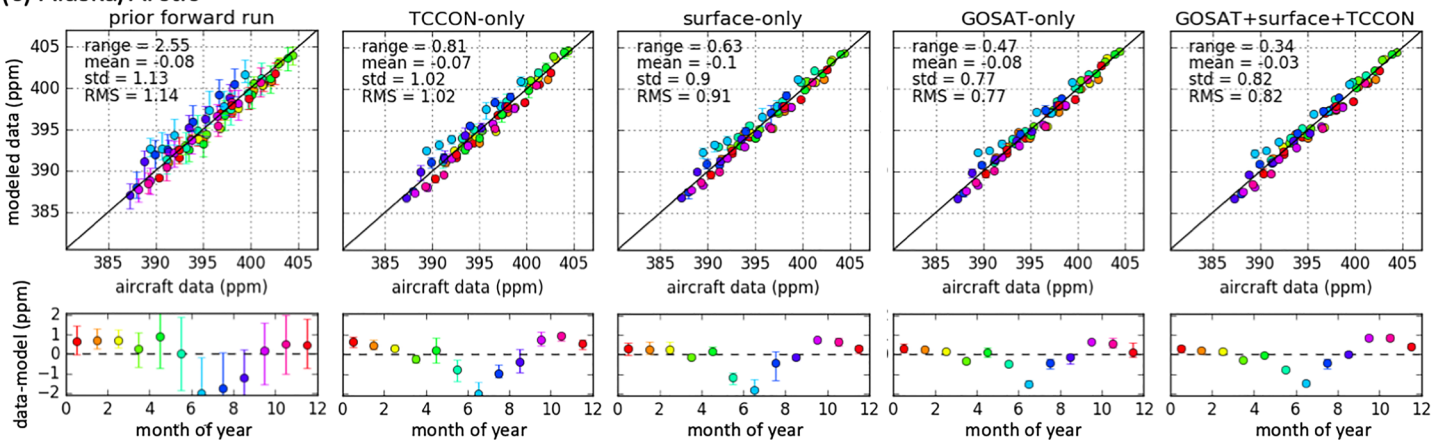 prior forward run TCCON-only surface-only GOSAT-only GOSAT+surface+TCCON
modeled data (ppm)
405
400
395
390
385
range = 2.55
mean = -0.08
std = 1.13
RMS = 1.14
range = 0.81
mean = -0.07
std = 1.02
RMS = 1.02
range = 0.63
mean = -0.1
std = 0.9
RMS = 0.91
range = 0.47
mean = -0.08
std = 0.77
RMS = 0.77
range = 0.34
mean = -0.03
std = 0.82
RMS = 0.82
385 390 395 400 405 385 390 395 400 405 385 390 395 400 405 385 390 395 400 405 385 390 395 400 405
aircraft data (ppm) aircraft data (ppm) aircraft data (ppm) aircraft data (ppm) aircraft data (ppm)
data-model (ppm)
2
1
0
−1
−2
0 2 4 6 8 10 12 0 2 4 6 8 10 12 0 2 4 6 8 10 12 0 2 4 6 8 10 12 0 2 4 6 8 10 12
month of year month of year month of year month of year month of year